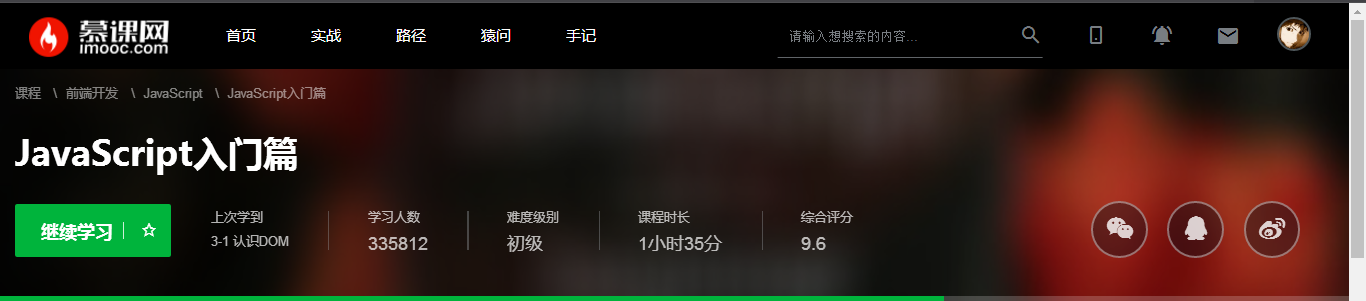 慕课网
imooc.com
首页 实战 路径 猿问 手记 请输入想搜索的内容...
课程 \ 前端开发 \ JavaScript \ JavaScript入门篇
JavaScript入门篇
继续学习
上次学到 学习人数 难度级别 课程时长 综合评分
3-1 认识DOM 335812 初级 1小时35分 9.6